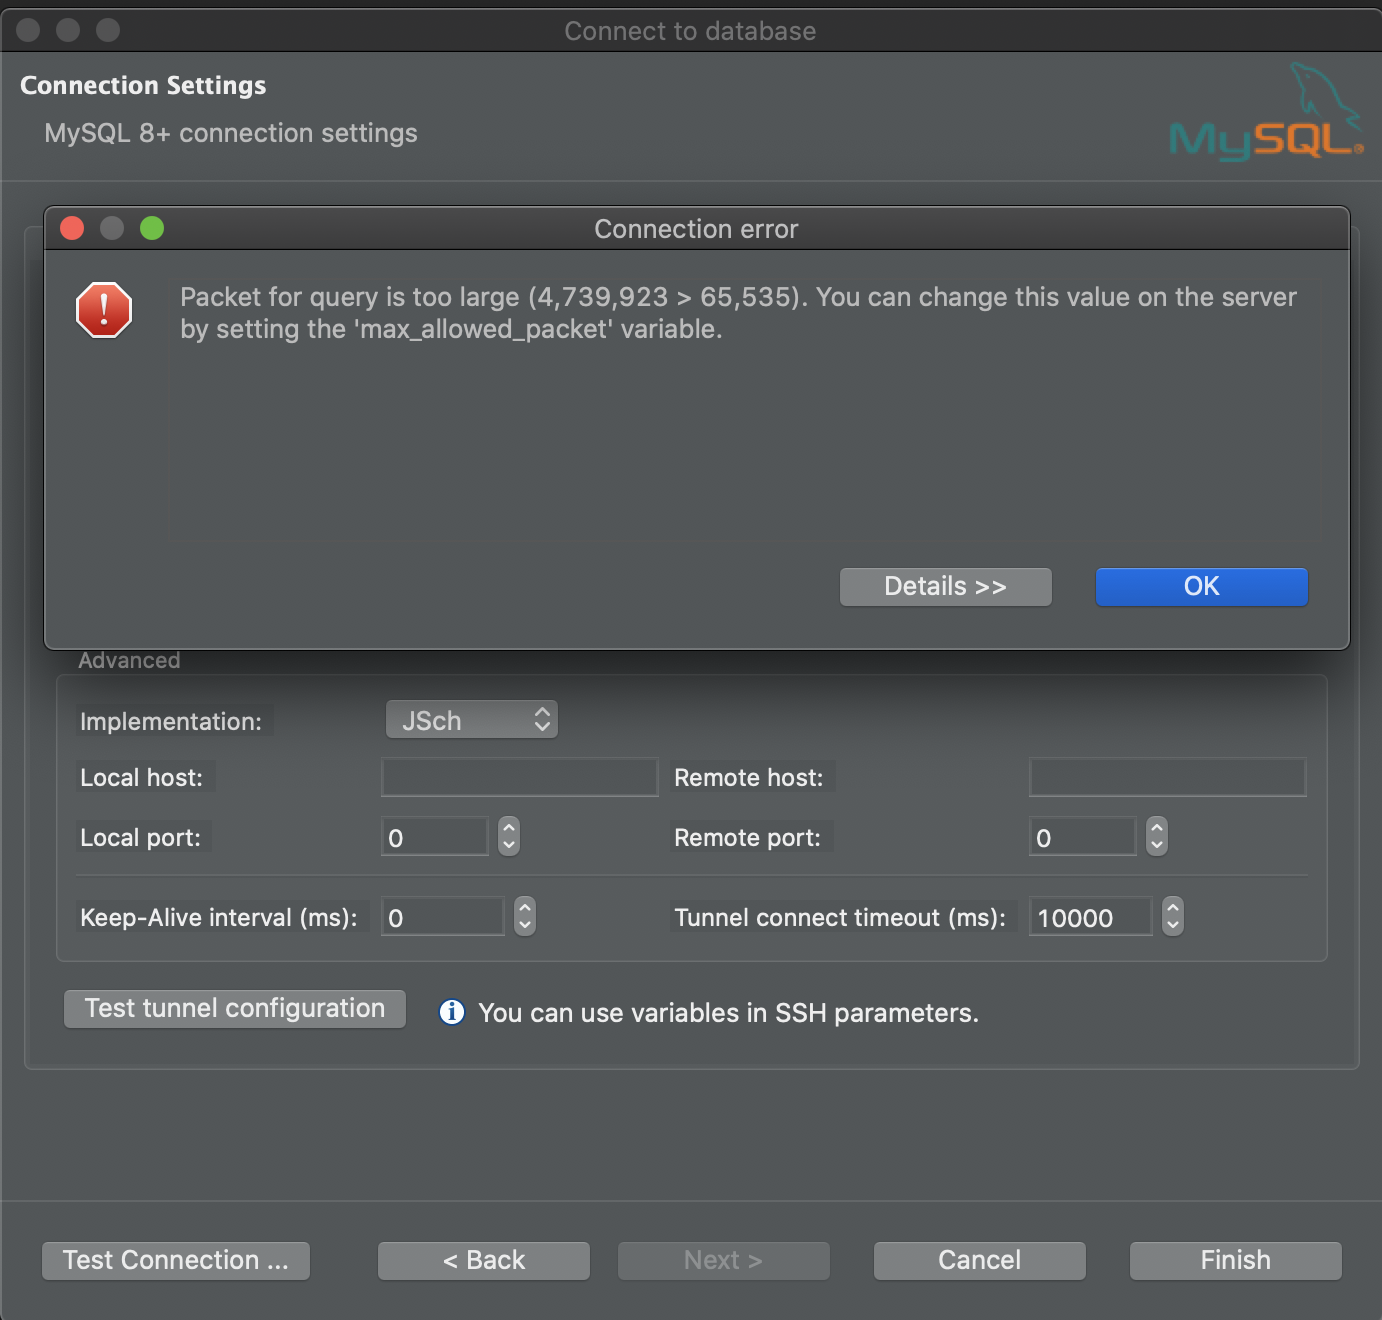 Connect to database
Connection Settings
MySQL 8+ connection settings
MySQL®
Connection error
Packet for query is too large (4,739,923 > 65,535). You can change this value on the server
by setting the 'max_allowed_packet' variable.
Details >>
OK
Advanced
Implementation:
JSch
Local host:
Remote host:
Local port:
0
Remote port:
0
Keep-Alive interval (ms):
0
Tunnel connect timeout (ms):
10000
Test tunnel configuration
You can use variables in SSH parameters.
Test Connection ...
< Back
Next >
Cancel
Finish